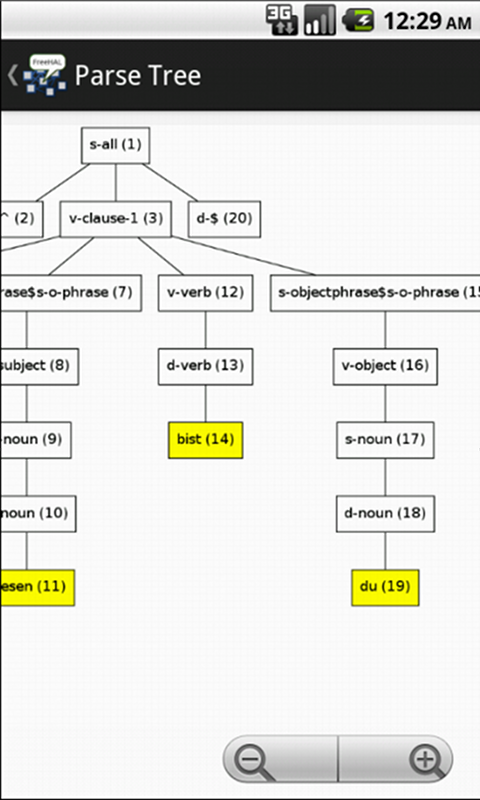 3G
12:29 AM
FreeHAL
Parse Tree
s-all (1)
^ (2)
v-clause-1 (3)
d-$ (20)
rase$s-o-phrase (7)
v-verb (12)
s-objectphrase$s-o-phrase (15
subject (8)
d-verb (13)
v-object (16)
-noun (9)
bist (14)
s-noun (17)
noun (10)
d-noun (18)
esen (11)
du (19)